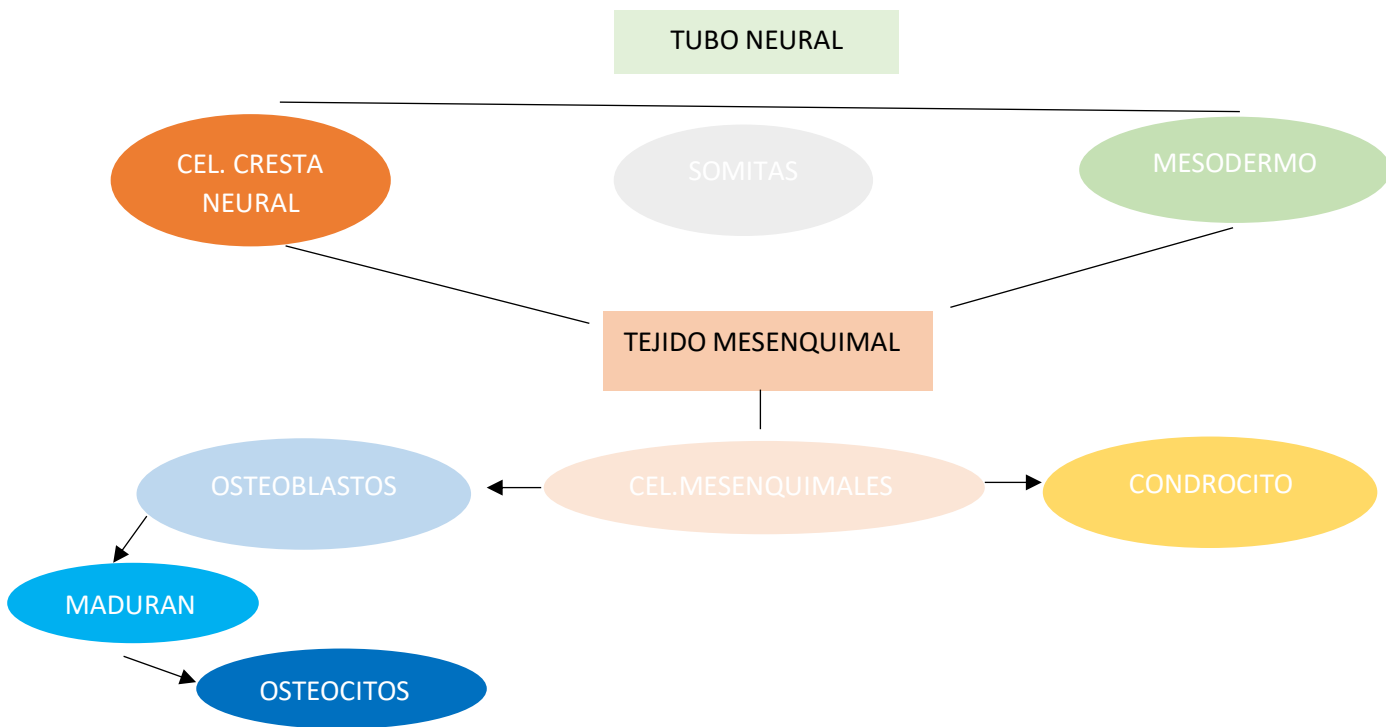 TUBO NEURAL
CEL. CRESTA
NEURAL
SOMITAS
MESODERMO
TEJIDO MESENQUIMAL
OSTEOBLASTOS
CEL.MESENQUIMALES
CONDROCITO
MADURAN
OSTEOCITOS